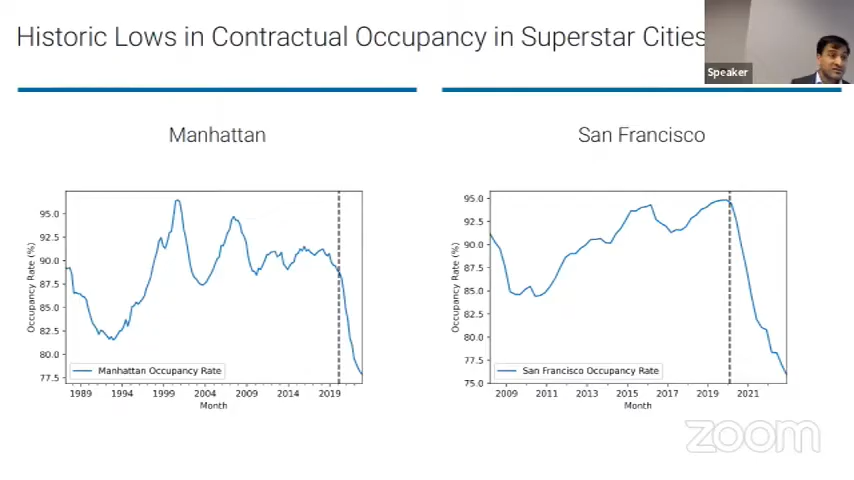 Historic Lows in Contractual Occupancy in Superstar Cities
Speaker
Manhattan
San Francisco
95.0
92.5
90.0
87.5
85.0
82.5
80.0
77.5
Occupancy Rate (%)
Manhattan Occupancy Rate
1989 1994 1999 2004 2009 2014 2019
Month
95.0
92.5
90.0
87.5
85.0
82.5
80.0
77.5
75.0
Occupancy Rate (%)
San Francisco Occupancy Rate
2009 2011 2013 2015 2017 2019 2021
Month
zoom